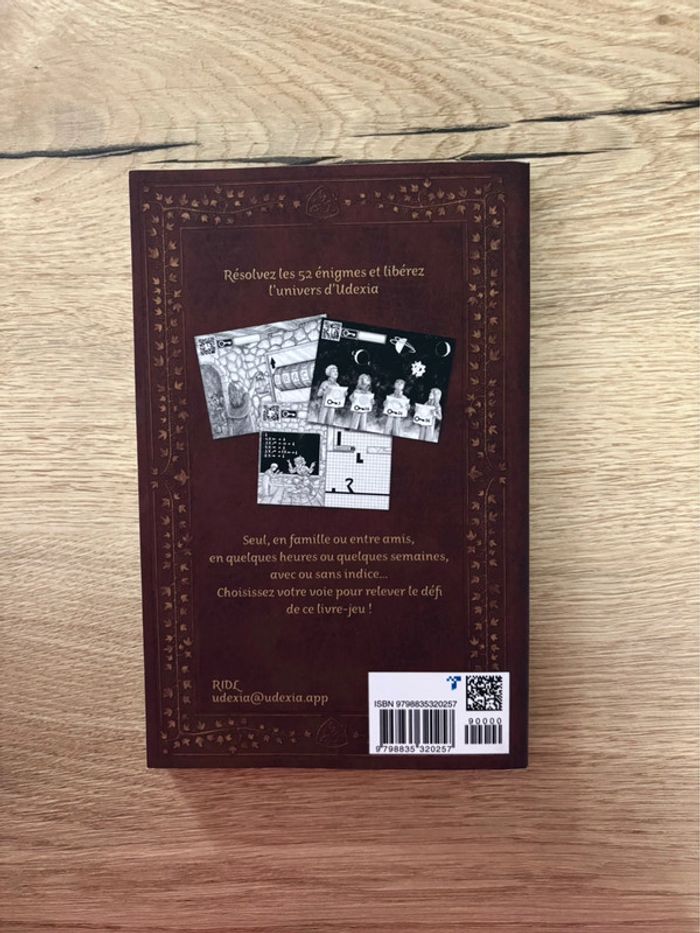 Résolvez les 52 énigmes et libérez
l'univers d'Udexia
Seul, en famille ou entre amis,
en quelques heures ou quelques semaines,
avec ou sans indice...
Choisissez votre voie pour relever le défi
de ce livre-jeu !
RIDL
udexia@udexia.app
ISBN 9798835320257
90000
9 798835 320257